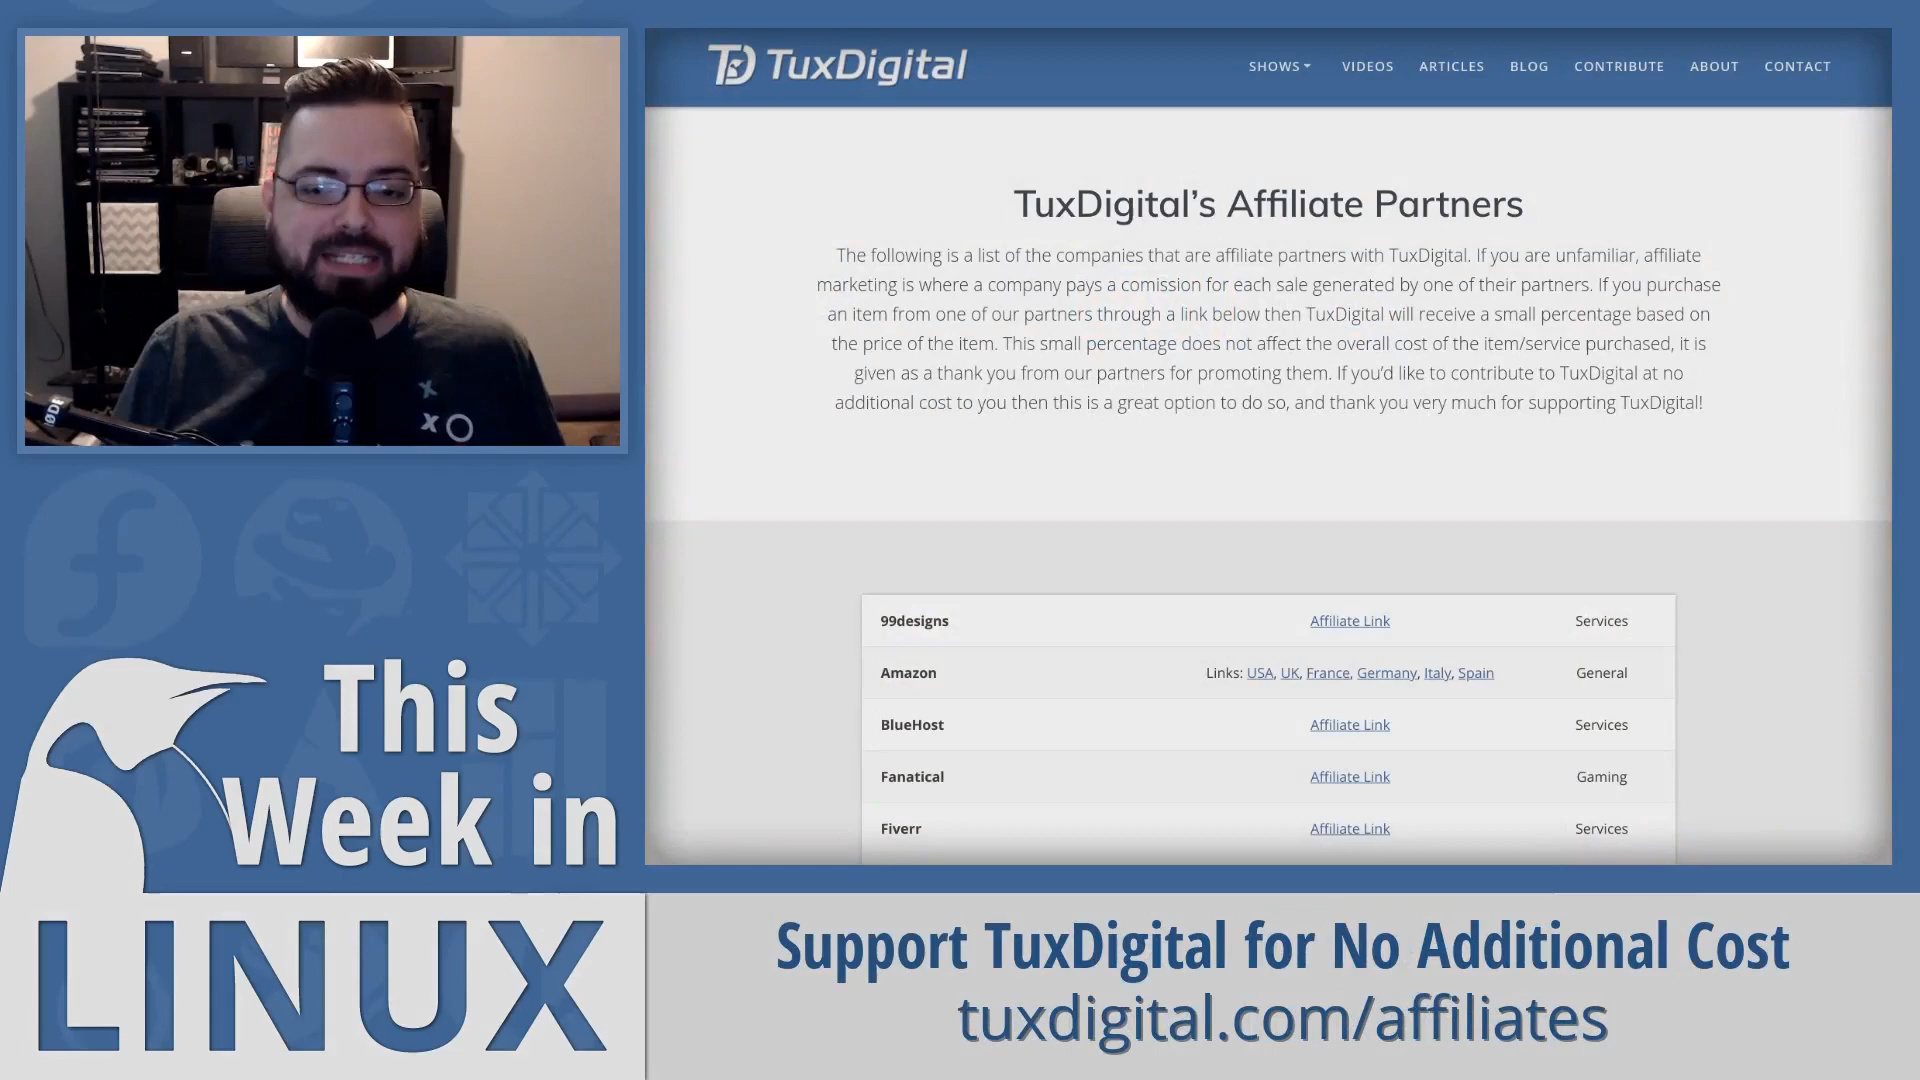 TuxDigital
SHOWS VIDEOS ARTICLES BLOG CONTRIBUTE ABOUT CONTACT
TuxDigital’s Affiliate Partners
The following is a list of the companies that are affiliate partners with TuxDigital. If you are unfamiliar, affiliate
marketing is where a company pays a comission for each sale generated by one of their partners. If you purchase
an item from one of our partners through a link below then TuxDigital will receive a small percentage based on
the price of the item. This small percentage does not affect the overall cost of the item/service purchased, it is
given as a thank you from our partners for promoting them. If you’d like to contribute to TuxDigital at no
additional cost to you then this is a great option to do so, and thank you very much for supporting TuxDigital!
99designs Affiliate Link Services
Amazon Links: USA, UK, France, Germany, Italy, Spain General
BlueHost Affiliate Link Services
Fanatical Affiliate Link Gaming
Fiverr Affiliate Link Services
This
Week in
LINUX
Support TuxDigital for No Additional Cost
tuxdigital.com/affiliates